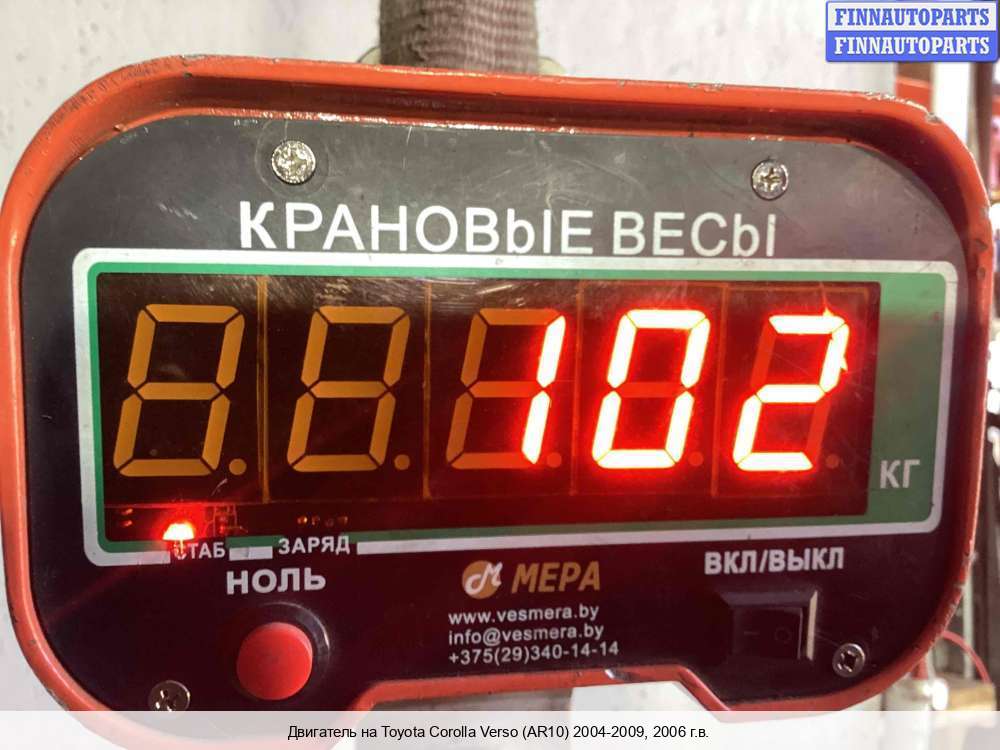 FINNAUTOPARTS
FINNAUTOPARTS
КРАНОВЫЕ ВЕСЫ
102
КГ
СТАБ ЗАРЯД
НОЛЬ
МЕРА
ВКЛ/ВЫКЛ
www.vesmera.by
info@vesmera.by
+375(29)340-14-14
Двигатель на Toyota Corolla Verso (AR10) 2004-2009, 2006 г.в.